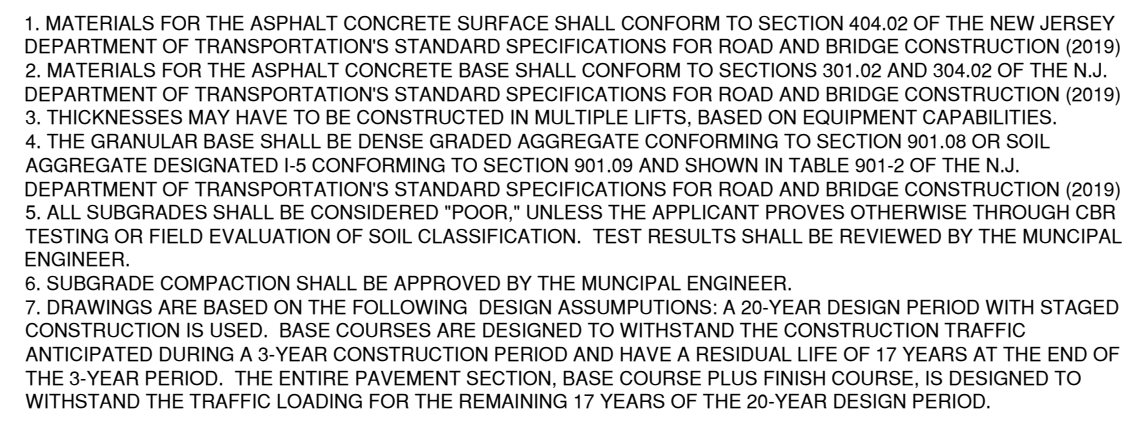 1. MATERIALS FOR THE ASPHALT CONCRETE SURFACE SHALL CONFORM TO SECTION 404.02 OF THE NEW JERSEY
DEPARTMENT OF TRANSPORTATION'S STANDARD SPECIFICATIONS FOR ROAD AND BRIDGE CONSTRUCTION (2019)
2. MATERIALS FOR THE ASPHALT CONCRETE BASE SHALL CONFORM TO SECTIONS 301.02 AND 304.02 OF THE N.J.
DEPARTMENT OF TRANSPORTATION'S STANDARD SPECIFICATIONS FOR ROAD AND BRIDGE CONSTRUCTION (2019)
3. THICKNESSES MAY HAVE TO BE CONSTRUCTED IN MULTIPLE LIFTS, BASED ON EQUIPMENT CAPABILITIES.
4. THE GRANULAR BASE SHALL BE DENSE GRADED AGGREGATE CONFORMING TO SECTION 901.08 OR SOIL
AGGREGATE DESIGNATED I-5 CONFORMING TO SECTION 901.09 AND SHOWN IN TABLE 901-2 OF THE N.J.
DEPARTMENT OF TRANSPORTATION'S STANDARD SPECIFICATIONS FOR ROAD AND BRIDGE CONSTRUCTION (2019)
5. ALL SUBGRADES SHALL BE CONSIDERED "POOR," UNLESS THE APPLICANT PROVES OTHERWISE THROUGH CBR
TESTING OR FIELD EVALUATION OF SOIL CLASSIFICATION.  TEST RESULTS SHALL BE REVIEWED BY THE MUNCIPAL
ENGINEER.
6. SUBGRADE COMPACTION SHALL BE APPROVED BY THE MUNCIPAL ENGINEER.
7. DRAWINGS ARE BASED ON THE FOLLOWING  DESIGN ASSUMPUTIONS: A 20-YEAR DESIGN PERIOD WITH STAGED
CONSTRUCTION IS USED.  BASE COURSES ARE DESIGNED TO WITHSTAND THE CONSTRUCTION TRAFFIC
ANTICIPATED DURING A 3-YEAR CONSTRUCTION PERIOD AND HAVE A RESIDUAL LIFE OF 17 YEARS AT THE END OF
THE 3-YEAR PERIOD.  THE ENTIRE PAVEMENT SECTION, BASE COURSE PLUS FINISH COURSE, IS DESIGNED TO
WITHSTAND THE TRAFFIC LOADING FOR THE REMAINING 17 YEARS OF THE 20-YEAR DESIGN PERIOD.